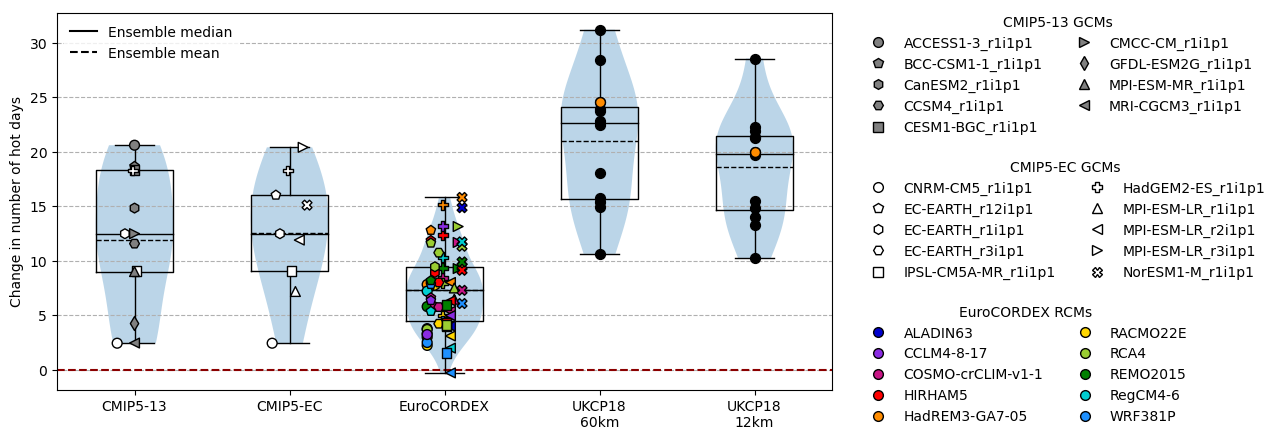 Ensemble median
Ensemble mean
Change in number of hot days
30
25
20
15
10
5
0
CMIP5-13
CMIP5-EC
EuroCORDEX
UKCP18
60km
UKCP18
12km
CMIP5-13 GCMs
ACCESS1-3_r1i1p1
BCC-CSM1-1_r1i1p1
CanESM2_r1i1p1
CCSM4_r1i1p1
CESM1-BGC_r1i1p1
CMCC-CM_r1i1p1
GFDL-ESM2G_r1i1p1
MPI-ESM-MR_r1i1p1
MRI-CGCM3_r1i1p1
CMIP5-EC GCMs
CNRM-CM5_r1i1p1
EC-EARTH_r12i1p1
EC-EARTH_r1i1p1
EC-EARTH_r3i1p1
IPSL-CM5A-MR_r1i1p1
HadGEM2-ES_r1i1p1
MPI-ESM-LR_r1i1p1
MPI-ESM-LR_r2i1p1
MPI-ESM-LR_r3i1p1
NorESM1-M_r1i1p1
EuroCORDEX RCMs
ALADIN63
CCLM4-8-17
COSMO-crCLIM-v1-1
HIRHAM5
HadREM3-GA7-05
RACMO22E
RCA4
REMO2015
RegCM4-6
WRF381P